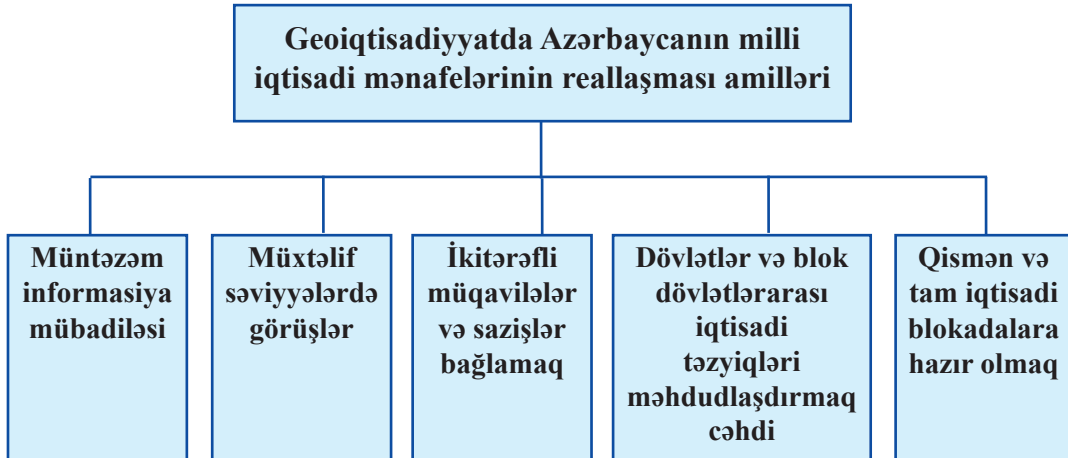 Geoiqtisadiyyatda Azərbaycanın milli
iqtisadi mənafelərinin reallaşması amilləri
Müntəzəm
informasiya
mübadiləsi
Müxtəlif
səviyyələrdə
görüşlər
İkitərəfli
müqavilələr
və sazişlər
bağlamaq
Dövlətlər və blok
dövlətlərarası
iqtisadi
təzyiqləri
məhdudlaşdırmaq
cəhdi
Qismən və
tam iqtisadi
blokadalara
hazır olmaq